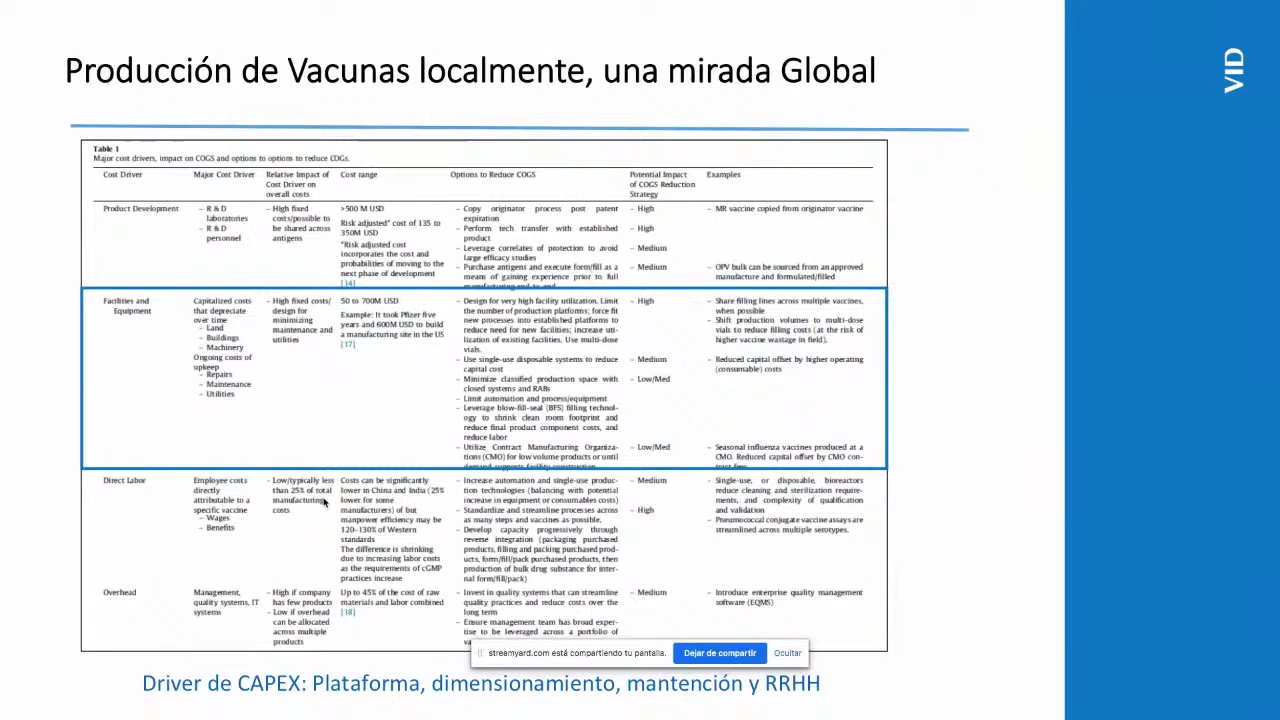 Producción de Vacunas localmente, una mirada Global
VID
Table 1
Major cost drivers, impact on COGS and options to options to reduce COGS.
Cost Driver
Major Cost Driver
Relative Impact of
Cost Driver on
overall costs
Cost range
Options to Reduce COGS
Potential Impact
of COGS Reduction
Strategy
Examples
Product Development
– R & D
laboratories
– R & D
personnel
– High fixed
costs/possible to
be shared across
antigens
>500 M USD
Risk adjusted* cost of 135 to
350M USD
*Risk adjusted cost
incorporates the cost and
probabilities of moving to the
next phase of development
[14]
– Copy originator process post patent
expiration
– Perform tech transfer with established
product
– Leverage correlates of protection to avoid
large efficacy studies
– Purchase antigens and execute form/fill as a
means of gaining experience prior to full
manufacturing end-to-end
– High
– High
– Medium
– Medium
– MR vaccine copied from originator vaccine
– OPV bulk can be sourced from an approved
manufacture and formulated/filled
Facilities and
Equipment
Capitalized costs
that depreciate
over time
– Land
– Buildings
– Machinery
Ongoing costs of
upkeep
– Repairs
– Maintenance
– Utilities
– High fixed costs/
design for
minimizing
maintenance and
utilities
50 to 700M USD
Example: It took Pfizer five
years and 600M USD to build
a manufacturing site in the US
[17]
– Design for very high facility utilization. Limit
the number of production platforms; force fit
new processes into established platforms to
reduce need for new facilities; increase uti-
lization of existing facilities. Use multi-dose
vials.
– Use single-use disposable systems to reduce
capital cost
– Minimize classified production space with
closed systems and RABs
– Limit automation and process/equipment
– Leverage blow-fill-seal (BFS) filling technol-
ogy to shrink clean room footprint and
reduce final product component costs, and
reduce labor
– Utilize Contract Manufacturing Organiza-
tions (CMO) for low volume products or until
demand supports facility construction
– High
– Medium
– Low/Med
– Low/Med
– Share filling lines across multiple vaccines,
when possible
– Shift production volumes to multi-dose
vials to reduce filling costs (at the risk of
higher vaccine wastage in field).
– Reduced capital offset by higher operating
(consumable) costs
– Seasonal influenza vaccines produced at a
CMO. Reduced capital offset by CMO con-
tract fees
Direct Labor
Employee costs
directly
attributable to a
specific vaccine
– Wages
– Benefits
– Low/typically less
than 25% of total
manufacturing
costs
Costs can be significantly
lower in China and India (25%
lower for some
manufacturers) of but
manpower efficiency may be
120–130% of Western
standards
The difference is shrinking
due to increasing labor costs
as the requirements of cGMP
practices increase
– Increase automation and single-use produc-
tion technologies (balancing with potential
increase in equipment or consumables costs)
– Standardize and streamline processes across
as many steps and vaccines as possible.
– Develop capacity progressively through
reverse integration (packaging purchased
products, filling and packing purchased prod-
ucts, form/fill/pack purchased products, then
production of bulk drug substance for inter-
nal form/fill/pack)
– Medium
– High
– Single-use, or disposable, bioreactors
reduce cleaning and sterilization require-
ments, and complexity of qualification
and validation
– Pneumococcal conjugate vaccine assays are
streamlined across multiple serotypes.
Overhead
Management,
quality systems, IT
systems
– High if company
has few products
– Low if overhead
can be allocated
across multiple
products
Up to 45% of the cost of raw
materials and labor combined
[18]
– Invest in quality systems that can streamline
quality practices and reduce costs over the
long term
– Ensure management team has broad exper-
tise to be leveraged across a portfolio of
– Medium
– Introduce enterprise quality management
software (EQMS)
streamyard.com está compartiendo tu pantalla.
Dejar de compartir
Ocultar
Driver de CAPEX: Plataforma, dimensionamiento, mantención y RRHH